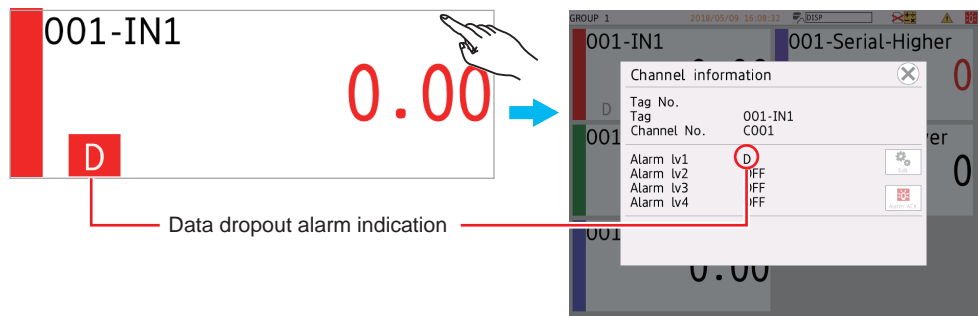 001-IN1
0.00
D
Data dropout alarm indication
GROUP 1 2018/05/09 16:08:32 DISP
001-IN1 001-Serial-Higher
0
D
Channel information
Tag No.
Tag 001-IN1
Channel No. C001
001 er
0
Alarm lv1 D
Alarm lv2 OFF
Alarm lv3 OFF
Alarm lv4 OFF
Edit
Alarm ACK
001
0.00